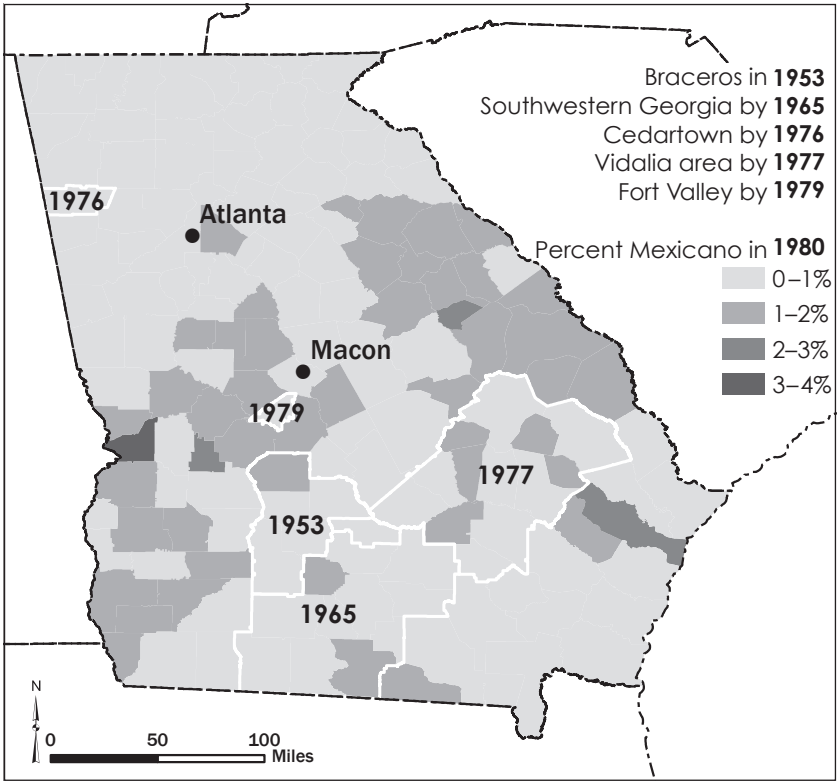 Braceros in 1953
Southwestern Georgia by 1965
Cedartown by 1976
Vidalia area by 1977
Fort Valley by 1979
Percent Mexicano in 1980
0–1%
1–2%
2–3%
3–4%
1976
Atlanta
Macon
1979
1977
1953
1965
N
0 50 100
Miles